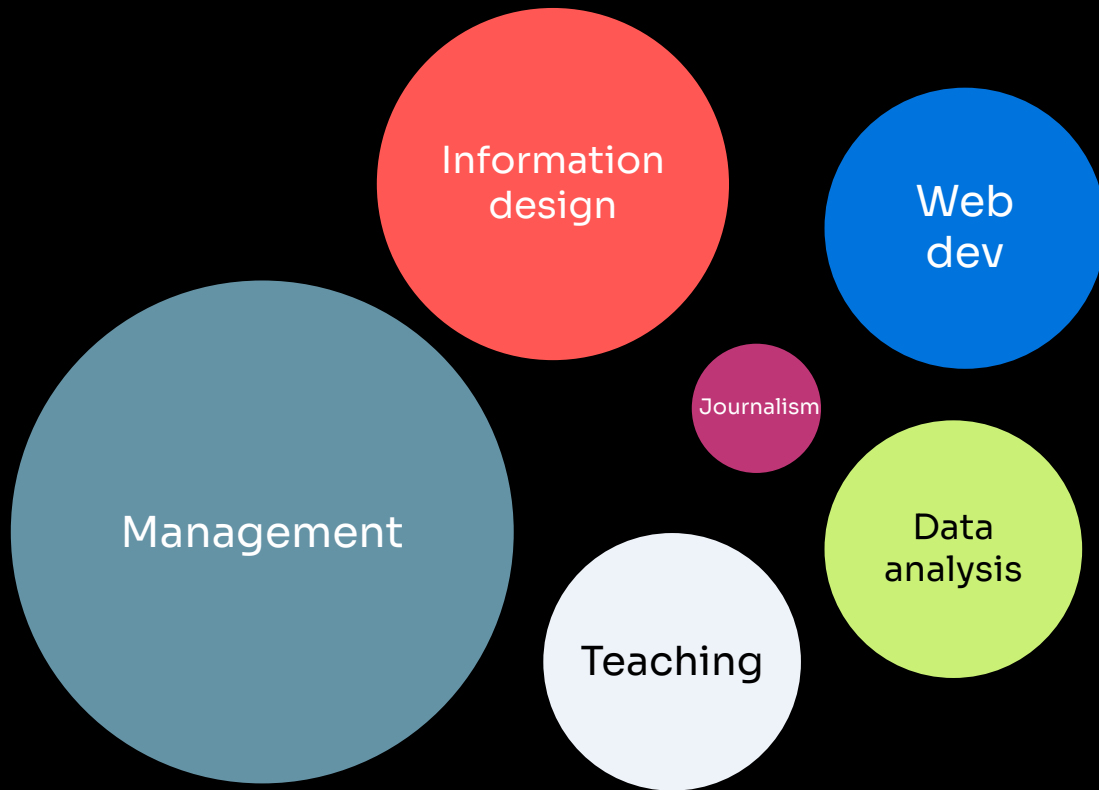 Information
design
Web
dev
Journalism
Management
Data
analysis
Teaching